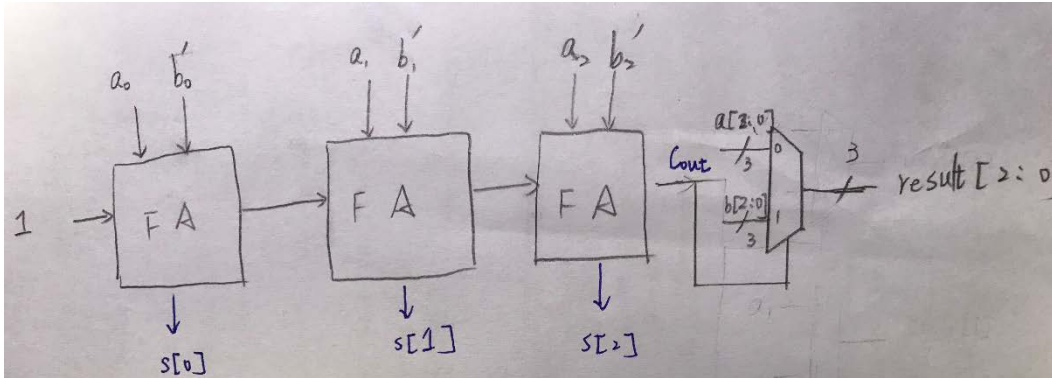 a₀ b₀′
a₁ b₁′
a₂ b₂′
1
FA
FA
FA
Cout
a[2:0]
3
0
b[2:0]
3
1
3
result[2:0
s[0]
s[1]
s[2]